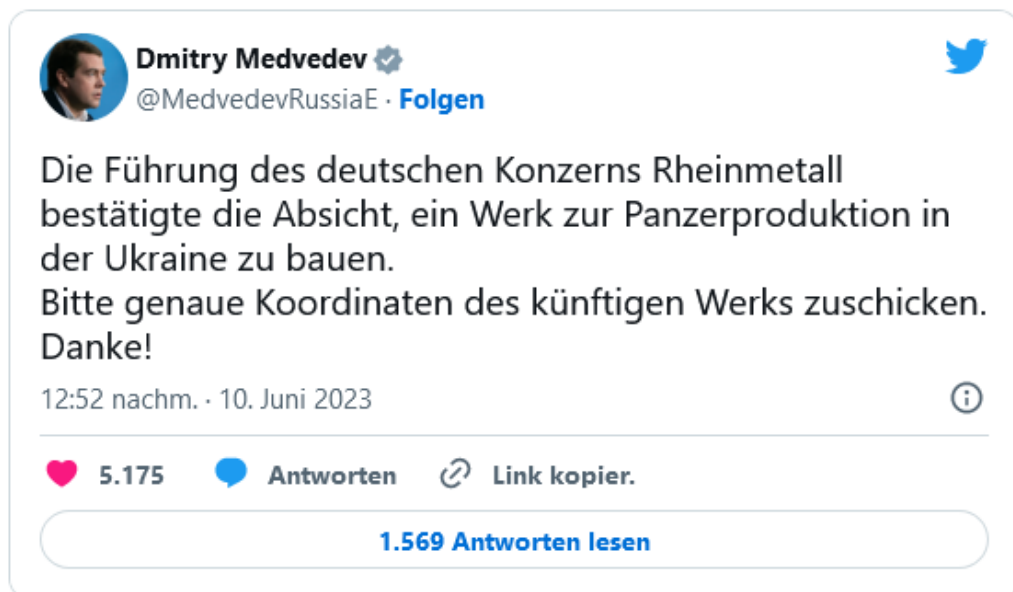 Dmitry Medvedev
@MedvedevRussiaE · Folgen
Die Führung des deutschen Konzerns Rheinmetall
bestätigte die Absicht, ein Werk zur Panzerproduktion in
der Ukraine zu bauen.
Bitte genaue Koordinaten des künftigen Werks zuschicken.
Danke!
12:52 nachm. · 10. Juni 2023
5.175 Antworten Link kopier.
1.569 Antworten lesen